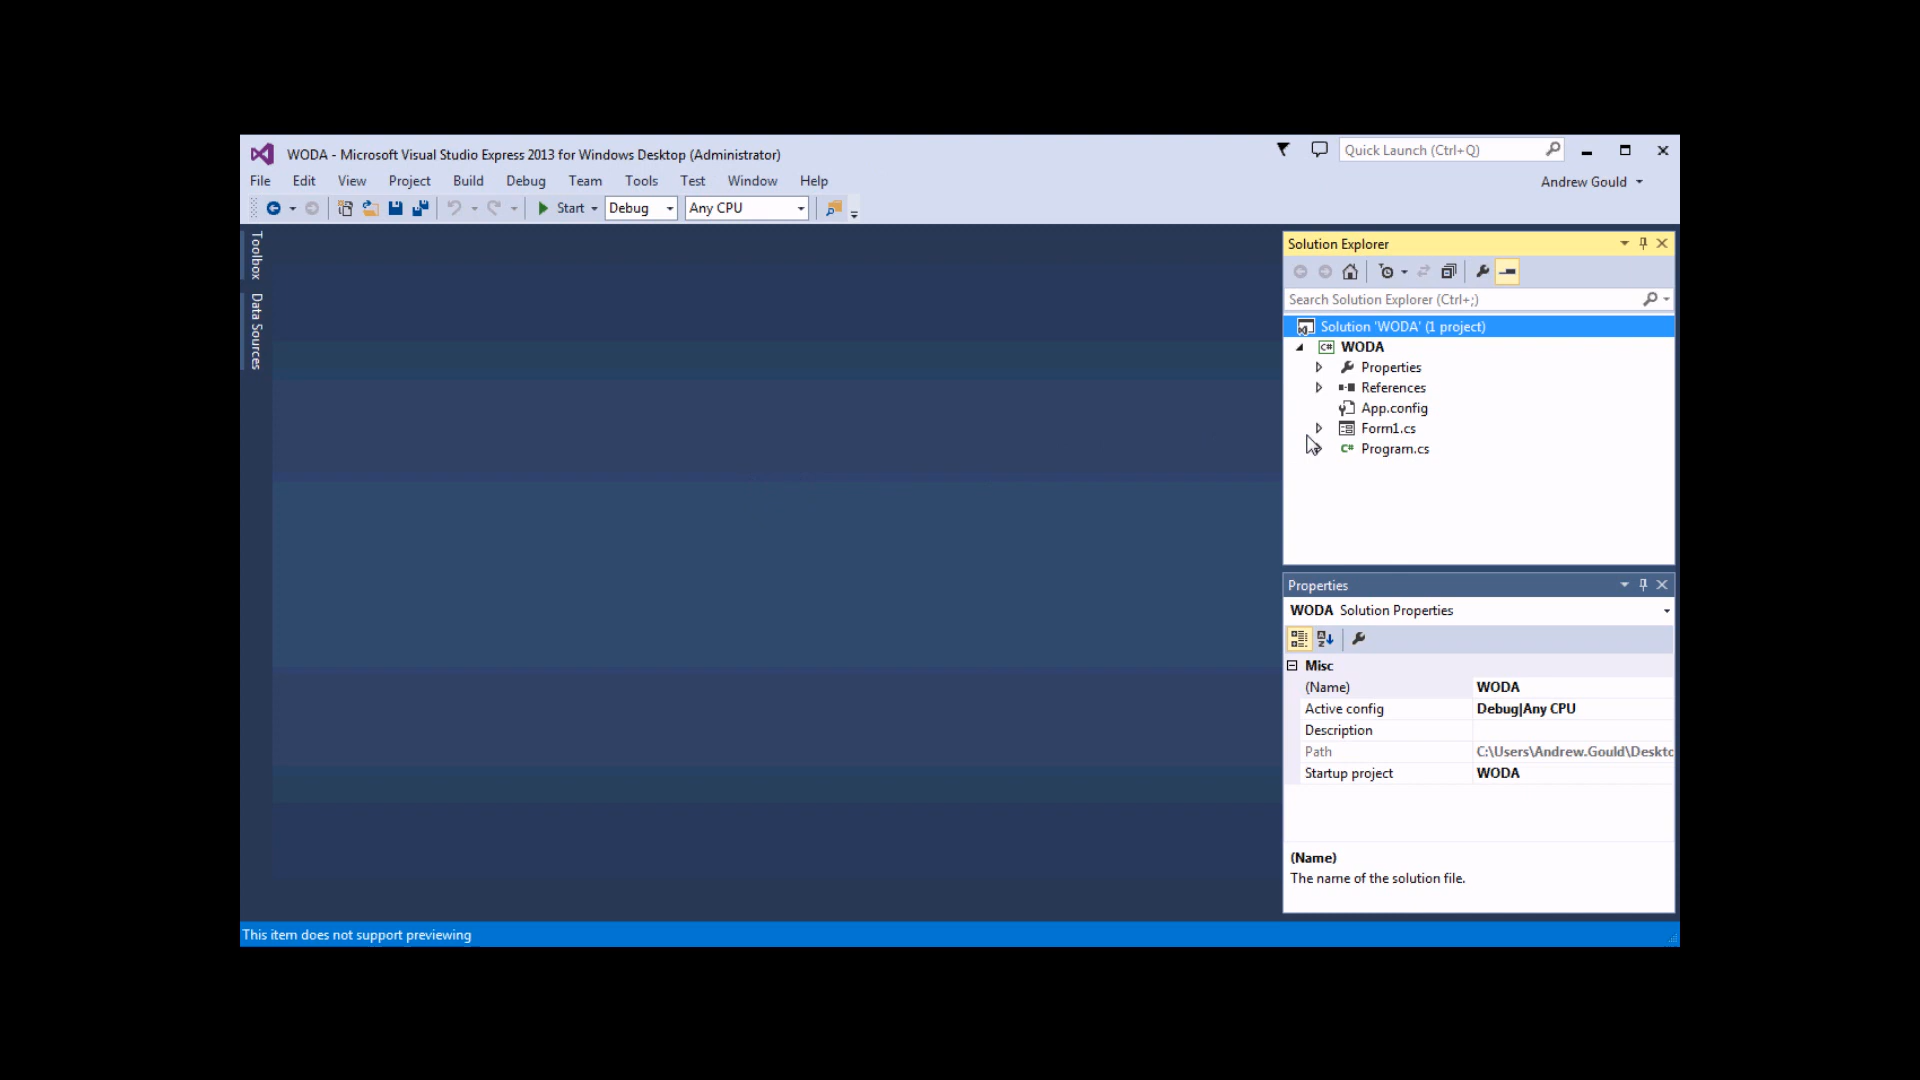 WODA - Microsoft Visual Studio Express 2013 for Windows Desktop (Administrator)
Quick Launch (Ctrl+Q)
File Edit View Project Build Debug Team Tools Test Window Help
Andrew Gould
Start Debug Any CPU
Toolbox
Data Sources
Solution Explorer
Search Solution Explorer (Ctrl+;)
Solution 'WODA' (1 project)
C# WODA
Properties
References
App.config
Form1.cs
C# Program.cs
Properties
WODA Solution Properties
Misc
(Name) WODA
Active config Debug|Any CPU
Description
Path C:\Users\Andrew.Gould\Deskto
Startup project WODA
(Name)
The name of the solution file.
This item does not support previewing